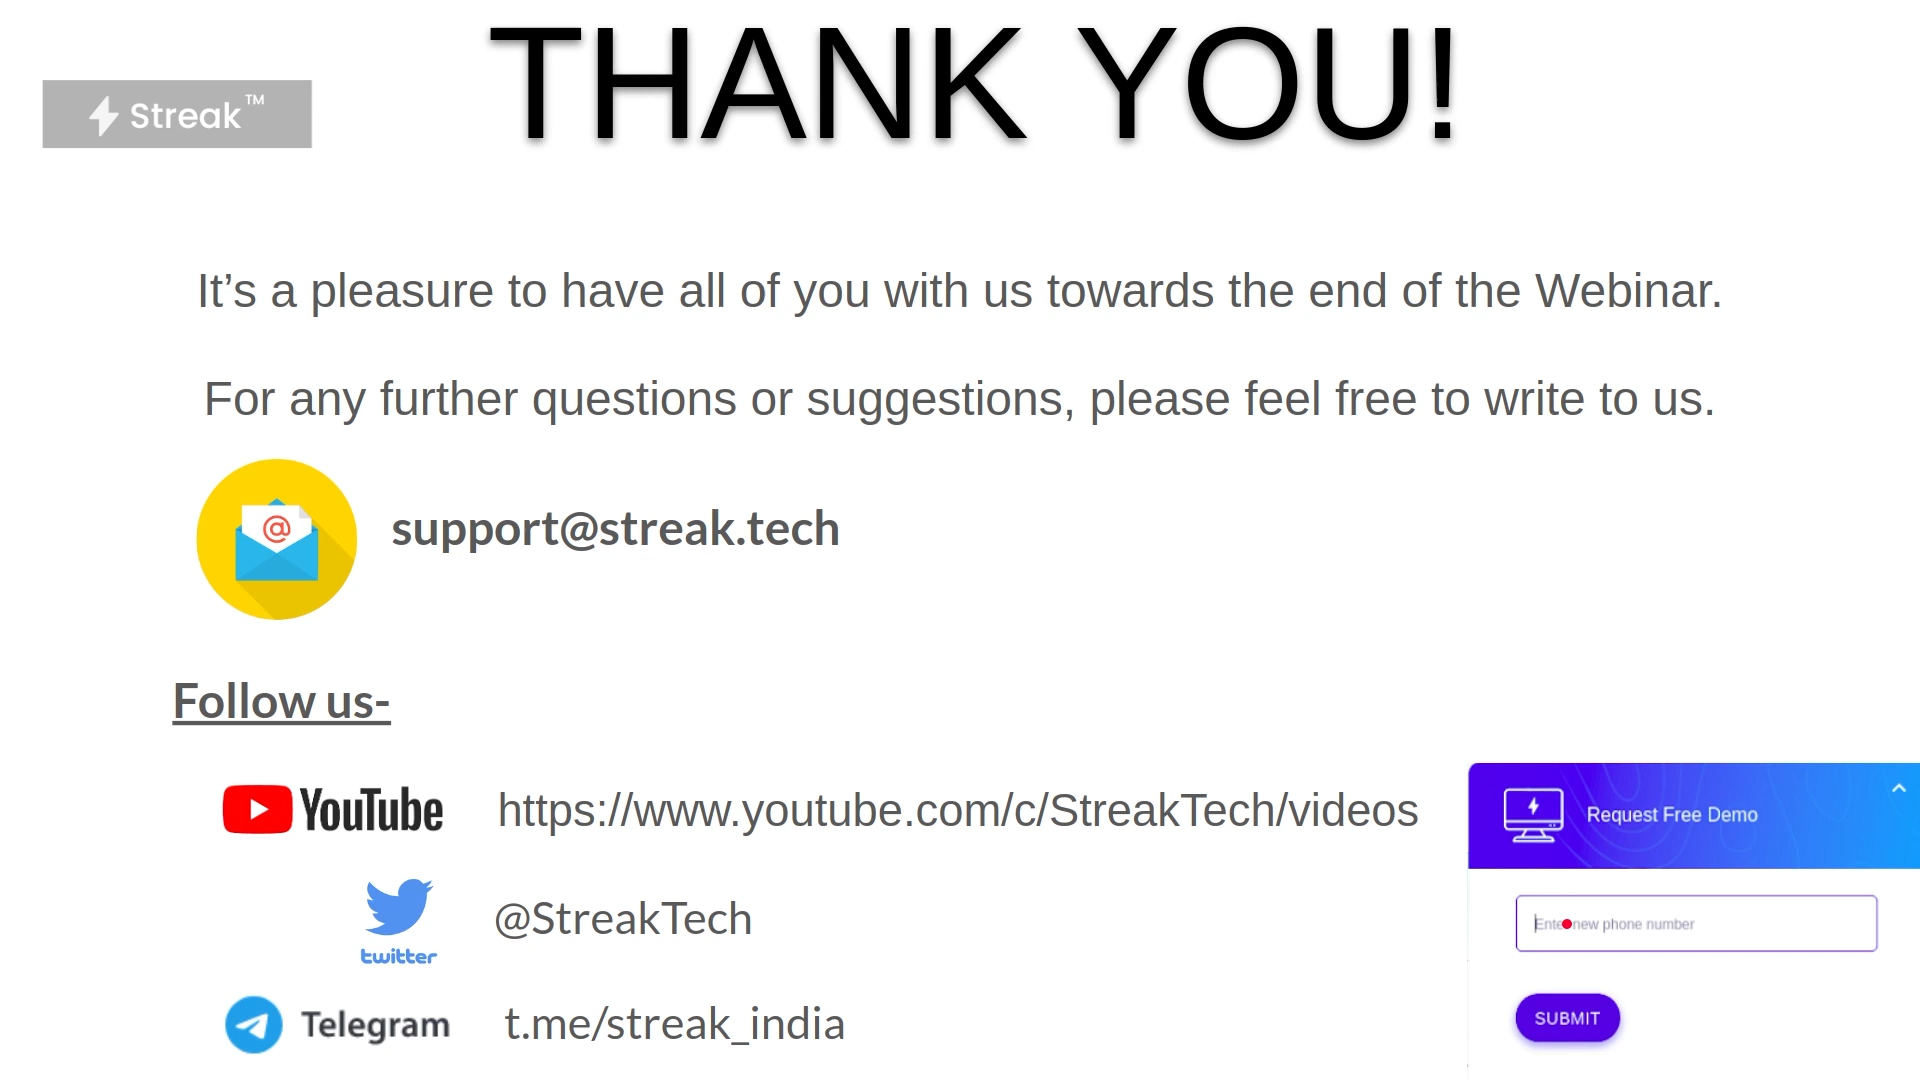 THANK YOU!
Streak™
It’s a pleasure to have all of you with us towards the end of the Webinar.
For any further questions or suggestions, please feel free to write to us.
@
support@streak.tech
Follow us-
YouTube https://www.youtube.com/c/StreakTech/videos
Request Free Demo
twitter @StreakTech
Enter new phone number
Telegram t.me/streak_india
SUBMIT